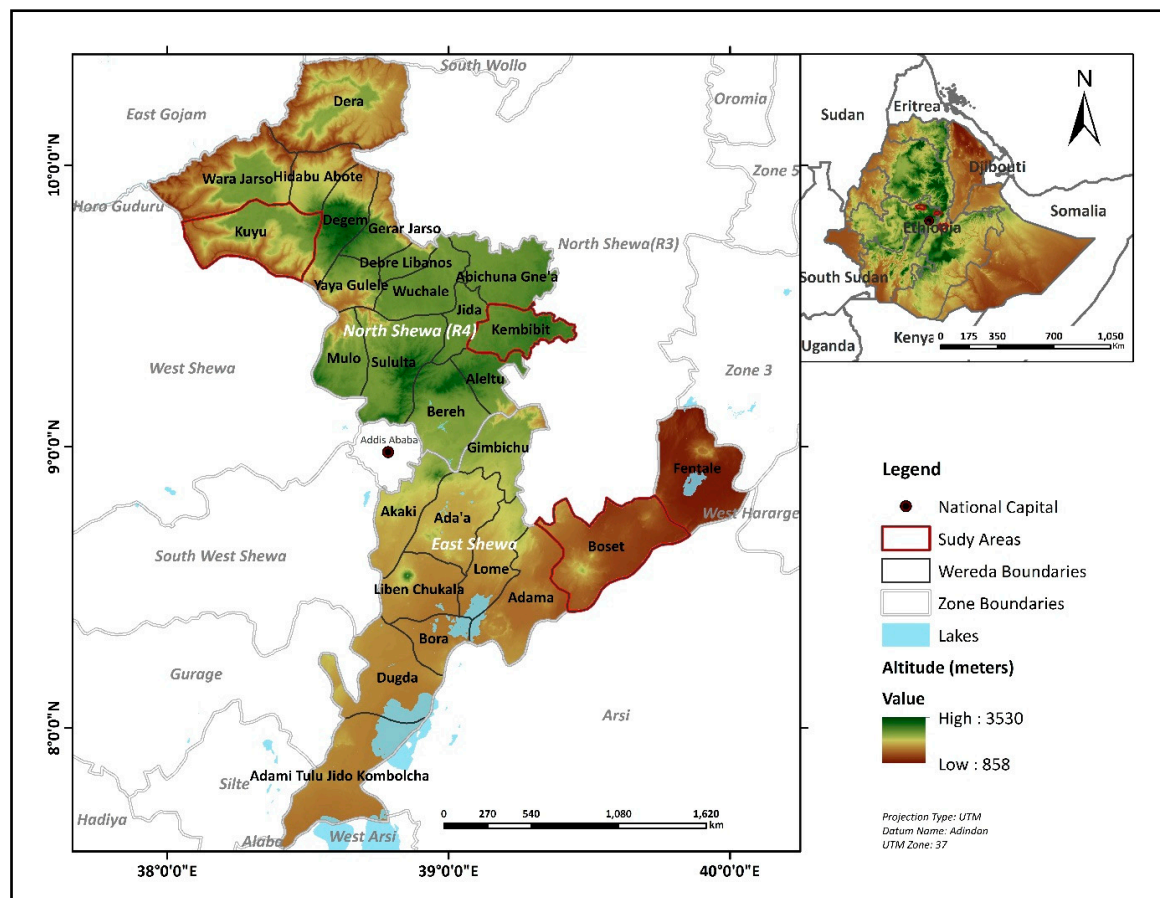 South Wollo
East Gojam
Dera
Oromia
10°0'0"N
Wara Jarso
Hidabu Abote
Zone 5
Horo Guduru
Kuyu
Degem
Gerar Jarso
North Shewa(R3)
Debre Libanos
Abichuna Gne'a
Yaya Gulele
Wuchale
Jida
North Shewa (R4)
Kembibit
Mulo
Sululta
Aleltu
West Shewa
Zone 3
Bereh
Addis Ababa
Gimbichu
9°0'0"N
Fentale
Akaki
Ada'a
West Hararge
East Shewa
Boset
South West Shewa
Lome
Liben Chukala
Adama
Bora
Gurage
Dugda
Arsi
8°0'0"N
Adami Tulu Jido Kombolcha
Silte
Hadiya
Alaba
West Arsi
0 270 540 1,080 1,620
km
38°0'0"E
39°0'0"E
40°0'0"E
N
Sudan
Eritrea
Djibouti
Somalia
Ethiopia
South Sudan
Kenya
Uganda
0 175 350 700 1,050
Km
Legend
National Capital
Sudy Areas
Wereda Boundaries
Zone Boundaries
Lakes
Altitude (meters)
Value
High : 3530
Low : 858
Projection Type: UTM
Datum Name: Adindan
UTM Zone: 37